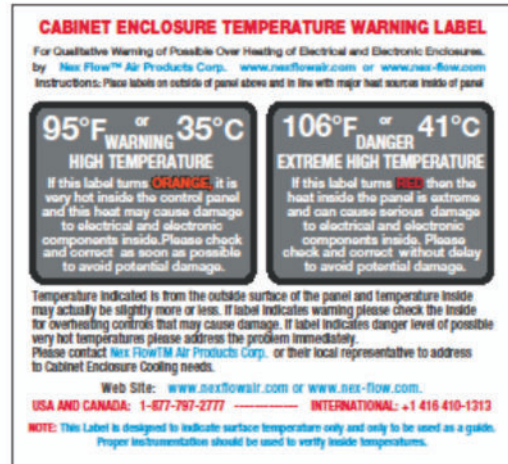 CABINET ENCLOSURE TEMPERATURE WARNING LABEL
For Qualitative Warning of Possible Over Heating of Electrical and Electronic Enclosures.
by Nex Flow™ Air Products Corp. www.nexflowair.com or www.nex-flow.com
Instructions: Place labels on outside of panel above and in line with major heat sources inside of panel
95°F or 35°C
WARNING
HIGH TEMPERATURE
If this label turns ORANGE, it is
very hot inside the control panel
and this heat may cause damage
to electrical and electronic
components inside.Please check
and correct as soon as possible
to avoid potential damage.
106°F or 41°C
DANGER
EXTREME HIGH TEMPERATURE
If this label turns RED then the
heat inside the panel is extreme
and can cause serious damage
to electrical and electronic
components inside. Please
check and correct without delay
to avoid potential damage.
Temperature indicated is from the outside surface of the panel and temperature inside
may actually be slightly more or less. If label indicates warning please check the inside
for overheating controls that may cause damage. If label indicates danger level of possible
very hot temperatures please address the problem immediately.
Please contact Nex FlowTM Air Products Corp. or their local representative to address
to Cabinet Enclosure Cooling needs.
Web Site: www.nexflowair.com or www.nex-flow.com.
USA AND CANADA: 1-877-797-2777 -------------- INTERNATIONAL: +1 416 410-1313
NOTE: This Label is designed to indicate surface temperature only and only to be used as a guide.
Proper instrumentation should be used to verify inside temperatures.